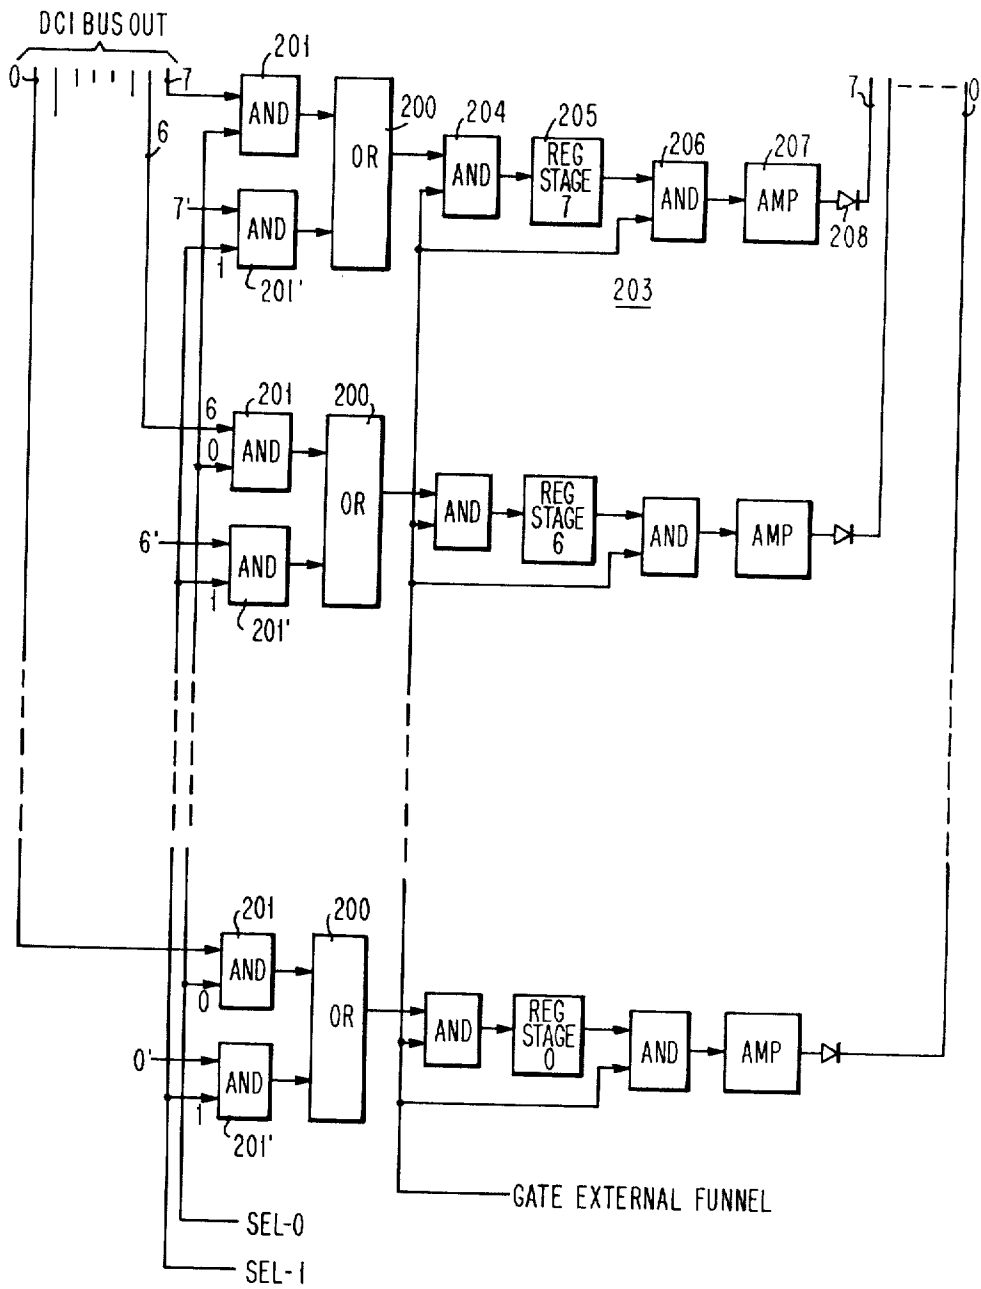 DCI BUS OUT
0
7
6
201
AND
OR
200
204
AND
205
REG
STAGE
7
206
AND
207
AMP
208
7
0
7'
1
AND
201'
203
6
0
201
AND
200
OR
AND
REG
STAGE
6
AND
AMP
6'
1
AND
201'
201
AND
0
200
OR
AND
REG
STAGE
0
AND
AMP
0'
1
AND
201'
GATE EXTERNAL FUNNEL
SEL-0
SEL-1